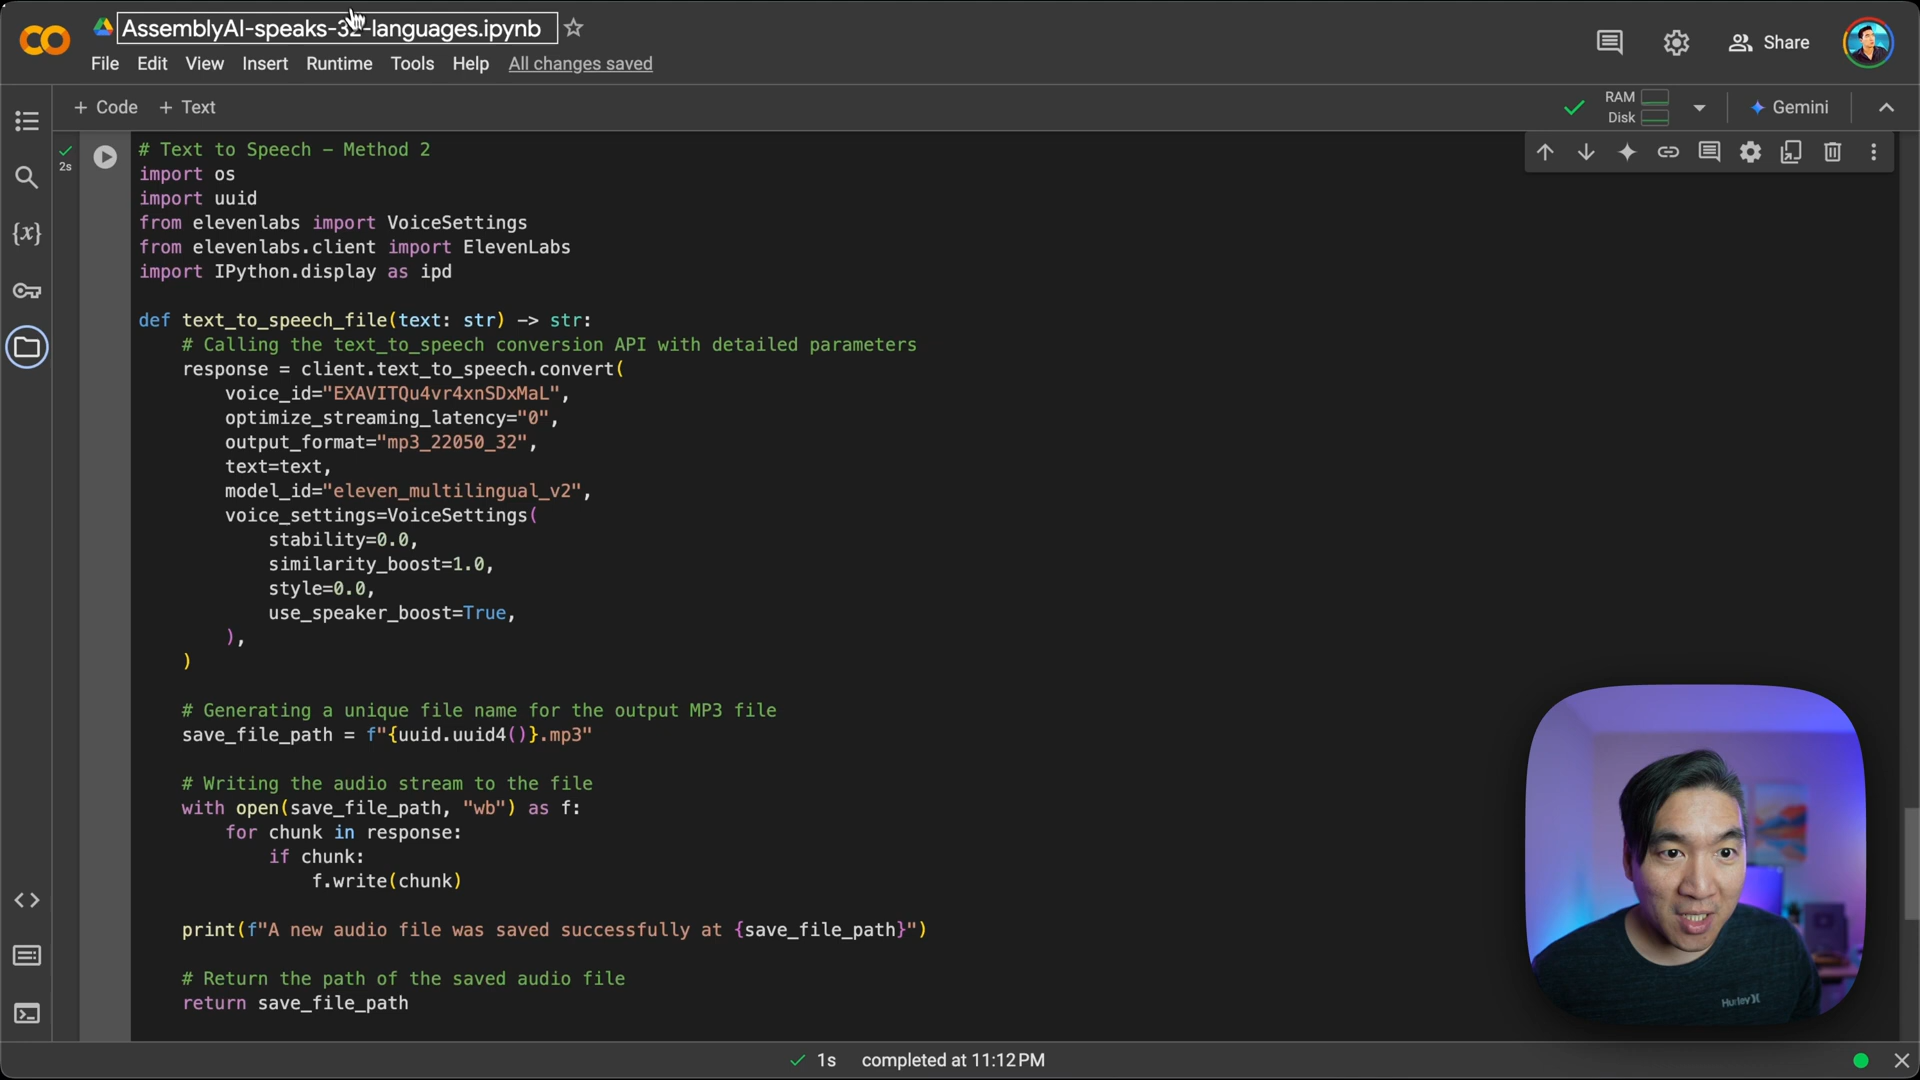 AssemblyAI-speaks-32-languages.ipynb
File Edit View Insert Runtime Tools Help All changes saved
Share
+ Code + Text
RAM
Disk
Gemini
2s
# Text to Speech – Method 2
import os
import uuid
from elevenlabs import VoiceSettings
from elevenlabs.client import ElevenLabs
import IPython.display as ipd
def text_to_speech_file(text: str) -> str:
# Calling the text_to_speech conversion API with detailed parameters
response = client.text_to_speech.convert(
voice_id="EXAVITQu4vr4xnSDxMaL",
optimize_streaming_latency="0",
output_format="mp3_22050_32",
text=text,
model_id="eleven_multilingual_v2",
voice_settings=VoiceSettings(
stability=0.0,
similarity_boost=1.0,
style=0.0,
use_speaker_boost=True,
),
)
# Generating a unique file name for the output MP3 file
save_file_path = f"{uuid.uuid4()}.mp3"
# Writing the audio stream to the file
with open(save_file_path, "wb") as f:
for chunk in response:
if chunk:
f.write(chunk)
print(f"A new audio file was saved successfully at {save_file_path}")
# Return the path of the saved audio file
return save_file_path
Hurley
1s completed at 11:12 PM